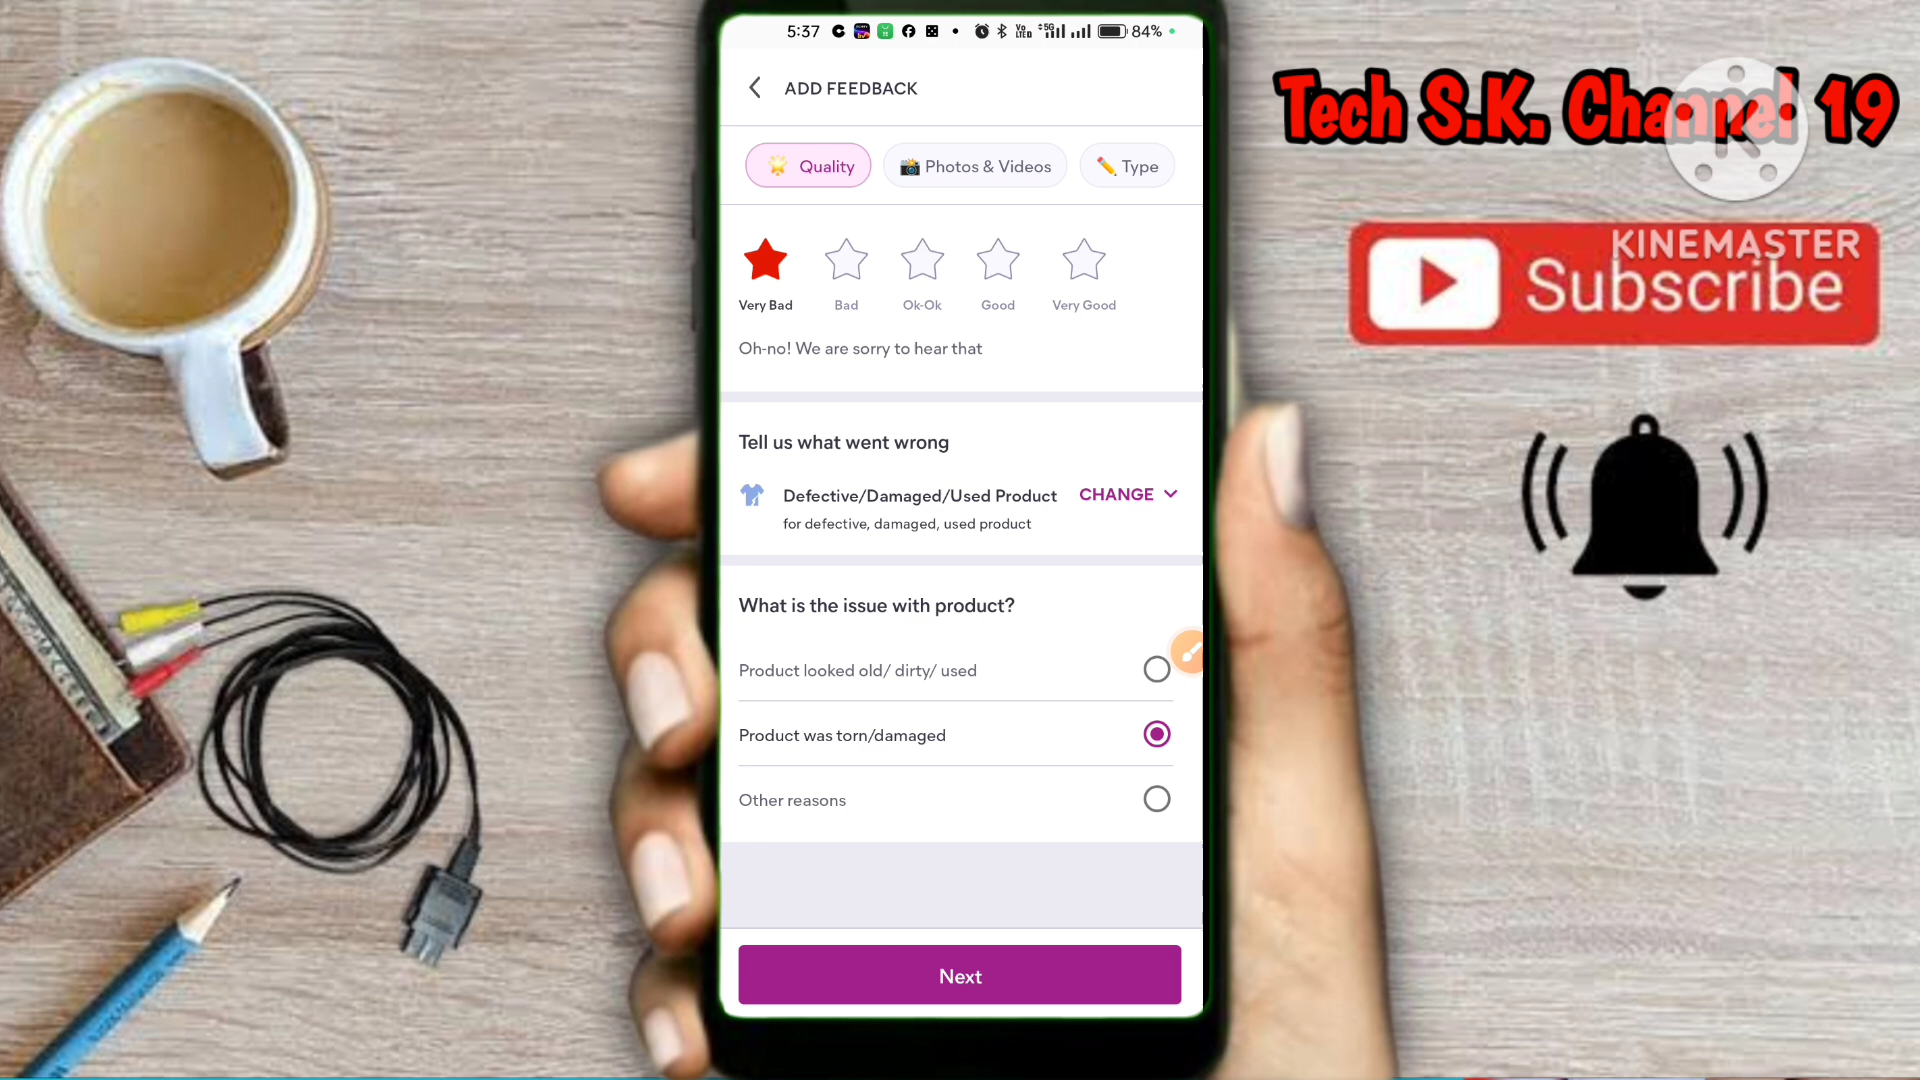 5:37
84%
ADD FEEDBACK
Quality
Photos & Videos
Type
Very Bad
Bad
Ok-Ok
Good
Very Good
Oh-no! We are sorry to hear that
Tell us what went wrong
Defective/Damaged/Used Product
CHANGE
for defective, damaged, used product
What is the issue with product?
Product looked old/ dirty/ used
Product was torn/damaged
Other reasons
Next
Tech S.K. Channel 19
KINEMASTER
Subscribe